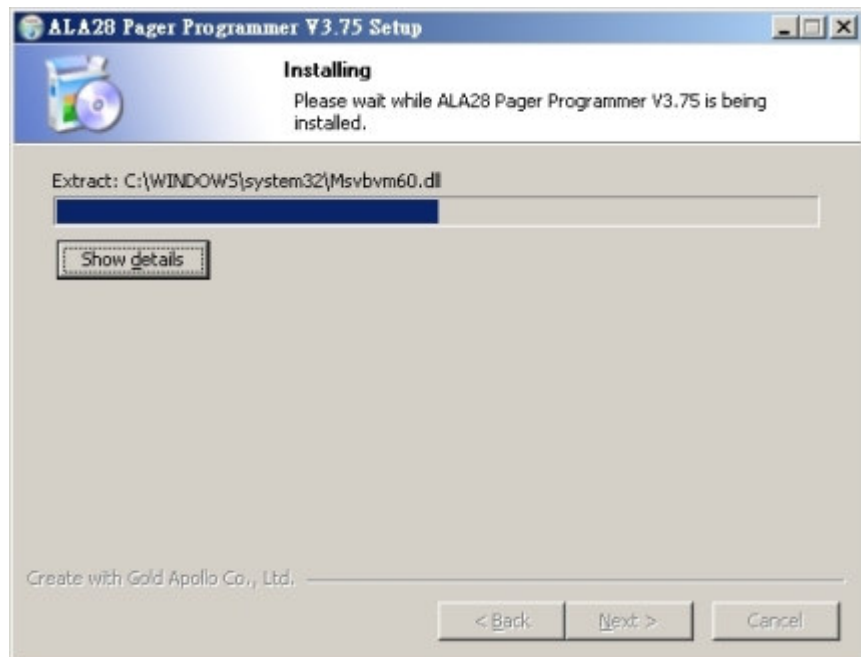 ALA28 Pager Programmer V3.75 Setup
Installing
Please wait while ALA28 Pager Programmer V3.75 is being
installed.
Extract: C:\WINDOWS\system32\Msvbvm60.dll
Show details
Create with Gold Apollo Co., Ltd.
< Back Next > Cancel